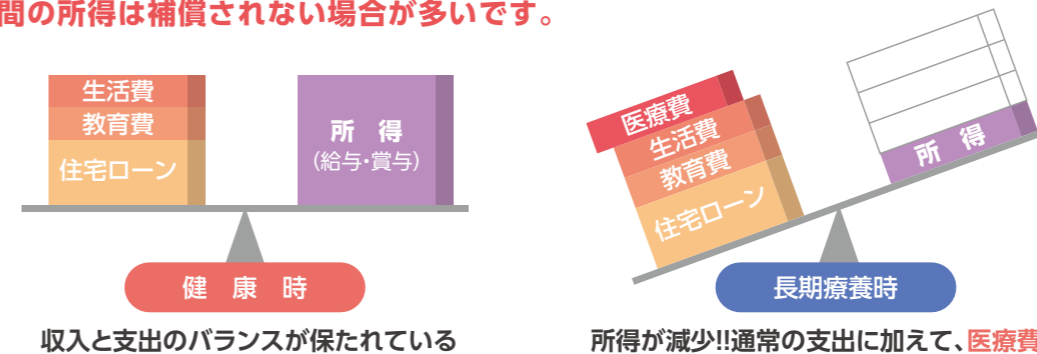 間の所得は補償されない場合が多いです。
生活費
教育費
住宅ローン
所 得
(給与・賞与)
健 康 時
収入と支出のバランスが保たれている
医療費
生活費
教育費
住宅ローン
所 得
長期療養時
所得が減少!!通常の支出に加えて、医療費